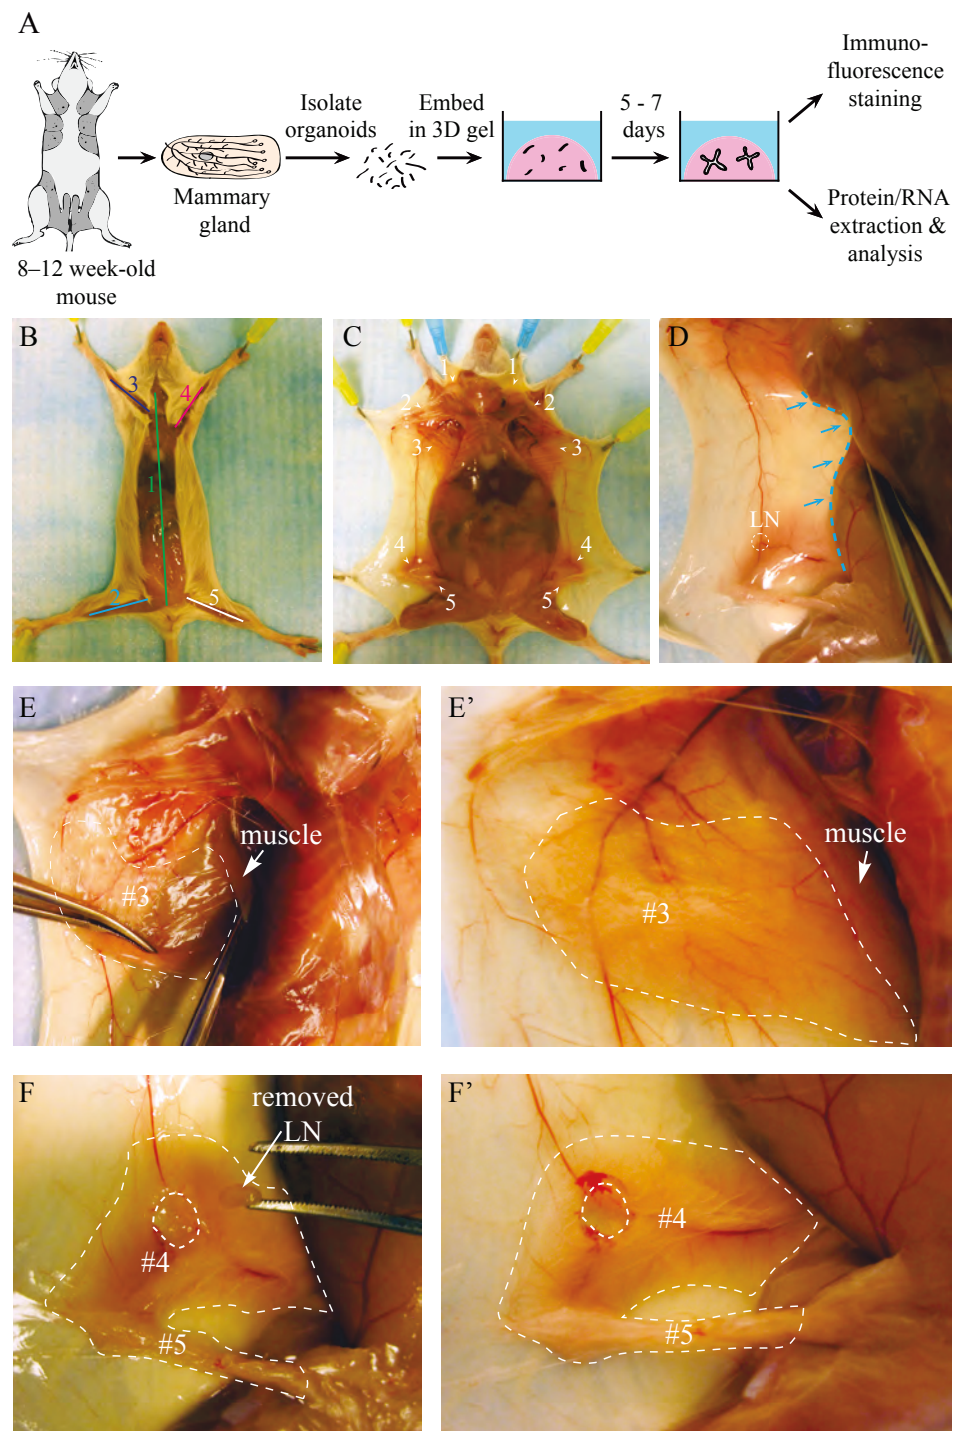 A
Immuno-
fluorescence
staining
Isolate
organoids
Embed
in 3D gel
5 - 7
days
Mammary
gland
Protein/RNA
extraction &
analysis
8–12 week-old
mouse
B
3
4
1
2
5
C
1
1
2
2
3
3
4
4
5
5
D
LN
E
muscle
#3
E’
muscle
#3
F
removed
LN
#4
#5
F’
#4
#5